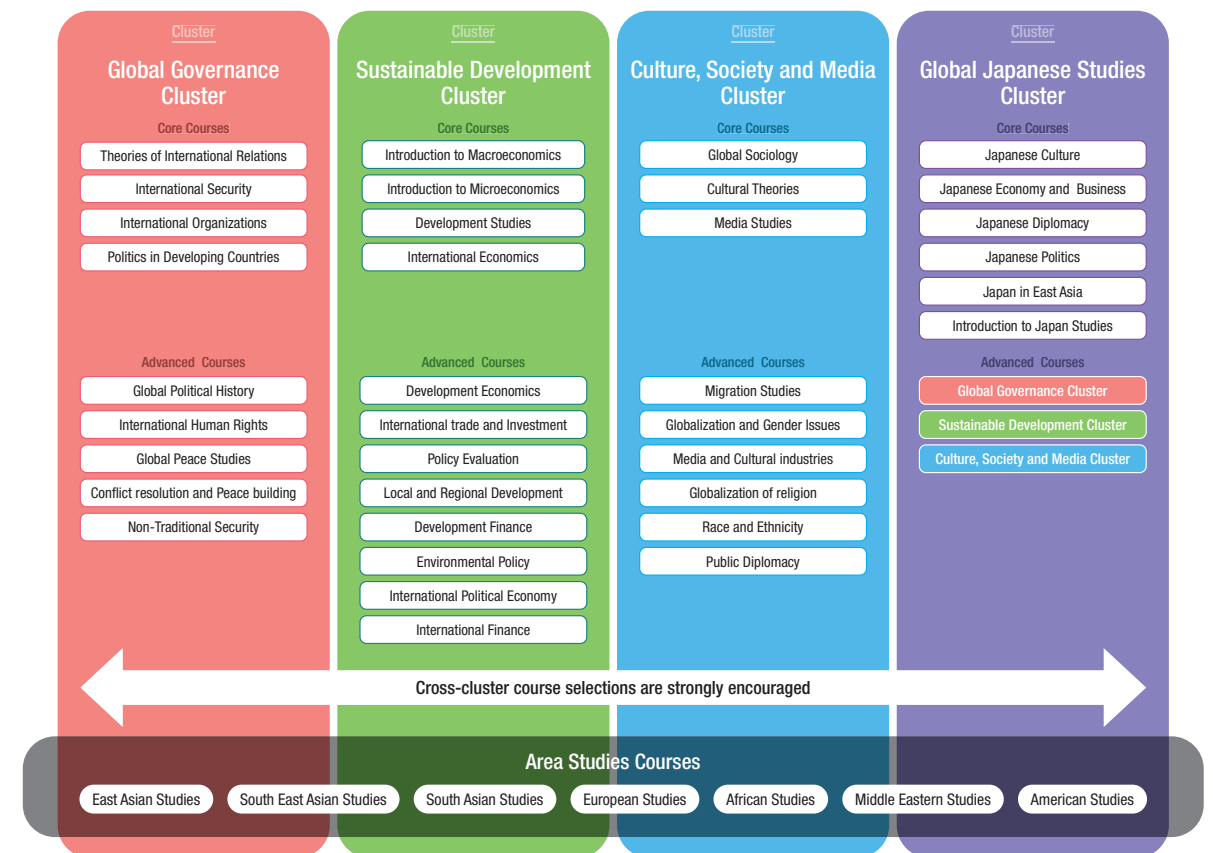 Cluster
Global Governance
Cluster
Core Courses
Theories of International Relations
International Security
International Organizations
Politics in Developing Countries
Advanced Courses
Global Political History
International Human Rights
Global Peace Studies
Conflict resolution and Peace building
Non-Traditional Security
Cluster
Sustainable Development
Cluster
Core Courses
Introduction to Macroeconomics
Introduction to Microeconomics
Development Studies
International Economics
Advanced Courses
Development Economics
International trade and Investment
Policy Evaluation
Local and Regional Development
Development Finance
Environmental Policy
International Political Economy
International Finance
Cluster
Culture, Society and Media
Cluster
Core Courses
Global Sociology
Cultural Theories
Media Studies
Advanced Courses
Migration Studies
Globalization and Gender Issues
Media and Cultural industries
Globalization of religion
Race and Ethnicity
Public Diplomacy
Cluster
Global Japanese Studies
Cluster
Core Courses
Japanese Culture
Japanese Economy and Business
Japanese Diplomacy
Japanese Politics
Japan in East Asia
Introduction to Japan Studies
Advanced Courses
Global Governance Cluster
Sustainable Development Cluster
Culture, Society and Media Cluster
Cross-cluster course selections are strongly encouraged
Area Studies Courses
East Asian Studies
South East Asian Studies
South Asian Studies
European Studies
African Studies
Middle Eastern Studies
American Studies